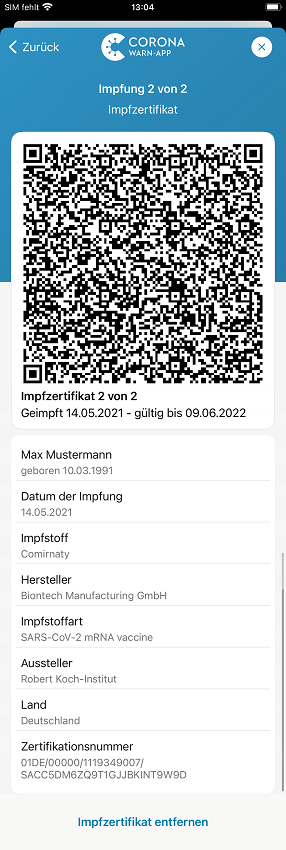 SIM fehlt 13:04
Zurück
CORONA
WARN-APP
Impfung 2 von 2
Impfzertifikat
Impfzertifikat 2 von 2
Geimpft 14.05.2021 - gültig bis 09.06.2022
Max Mustermann
geboren 10.03.1991
Datum der Impfung
14.05.2021
Impfstoff
Comirnaty
Hersteller
Biontech Manufacturing GmbH
Impfstoffart
SARS-CoV-2 mRNA vaccine
Aussteller
Robert Koch-Institut
Land
Deutschland
Zertifikationsnummer
01DE/00000/1119349007/
SACC5DM6ZQ9T1GJJBKINT9W9D
Impfzertifikat entfernen